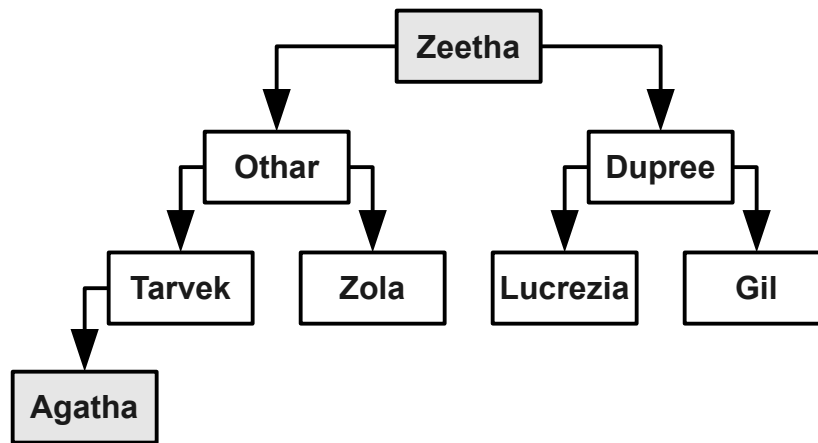 Zeetha
Othar
Dupree
Tarvek
Zola
Lucrezia
Gil
Agatha